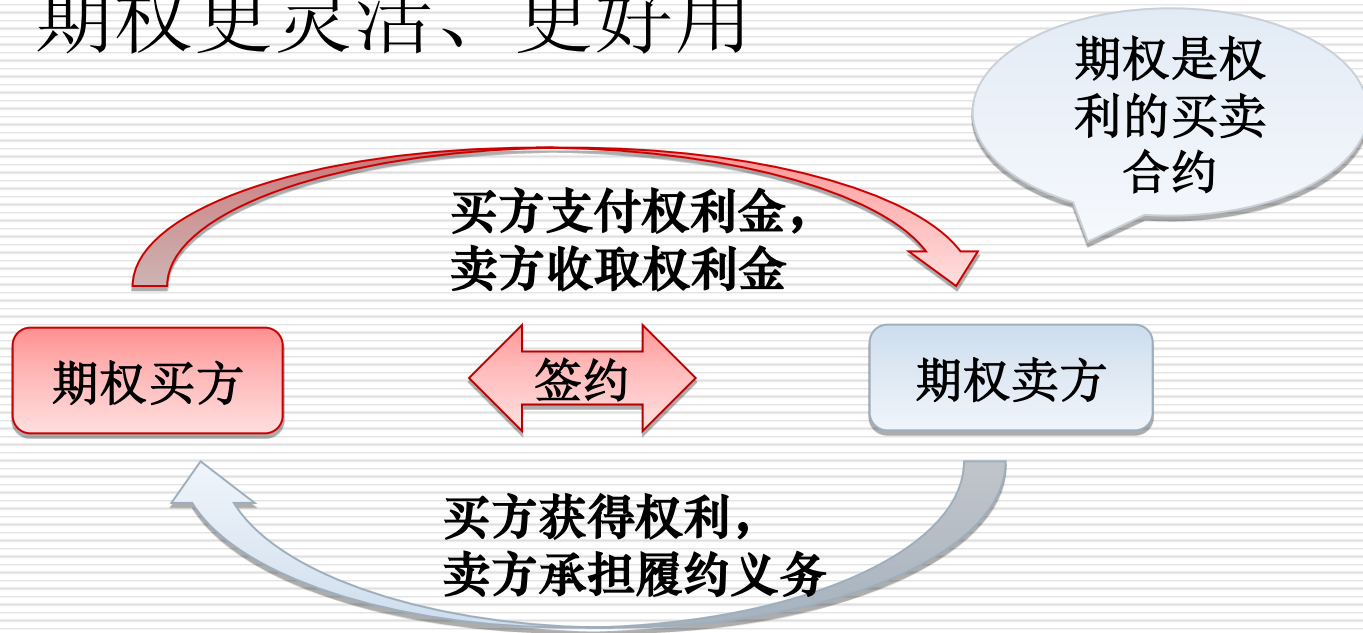 期权更灵活、更好用
期权是权
利的买卖
合约
买方支付权利金，
卖方收取权利金
期权买方
签约
期权卖方
买方获得权利，
卖方承担履约义务